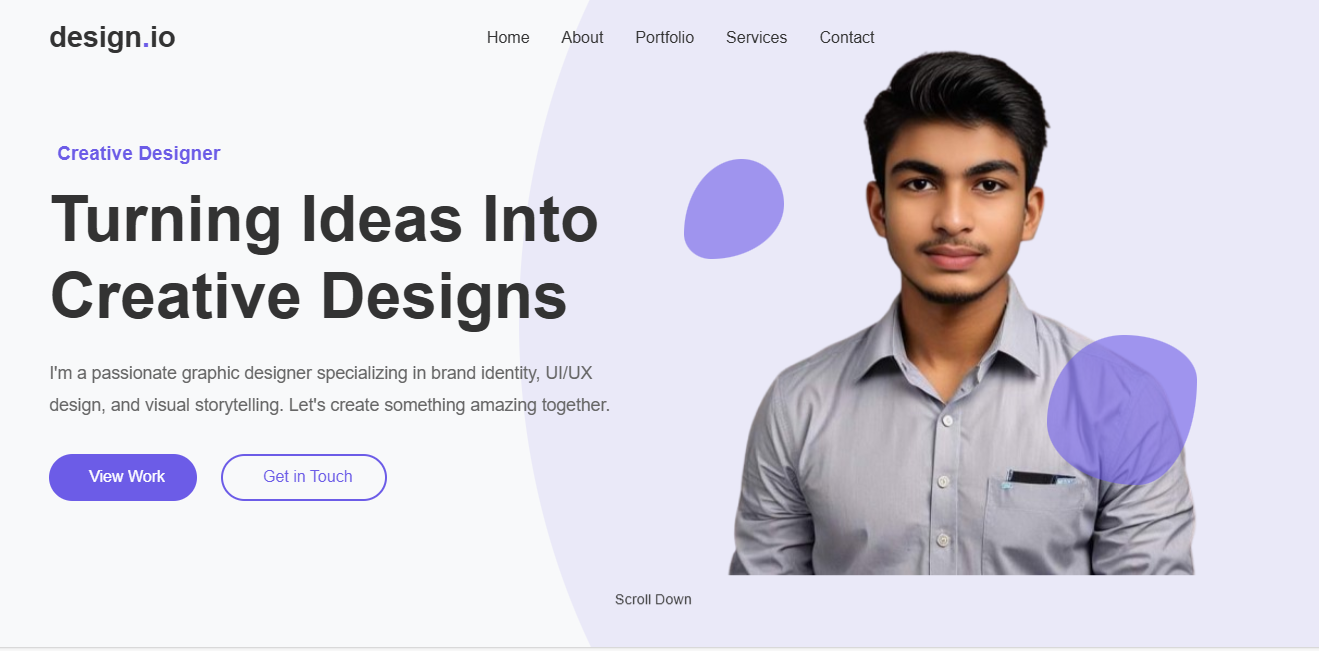 design.io
Home About Portfolio Services Contact
Creative Designer
Turning Ideas Into
Creative Designs
I'm a passionate graphic designer specializing in brand identity, UI/UX
design, and visual storytelling. Let's create something amazing together.
View Work
Get in Touch
Scroll Down